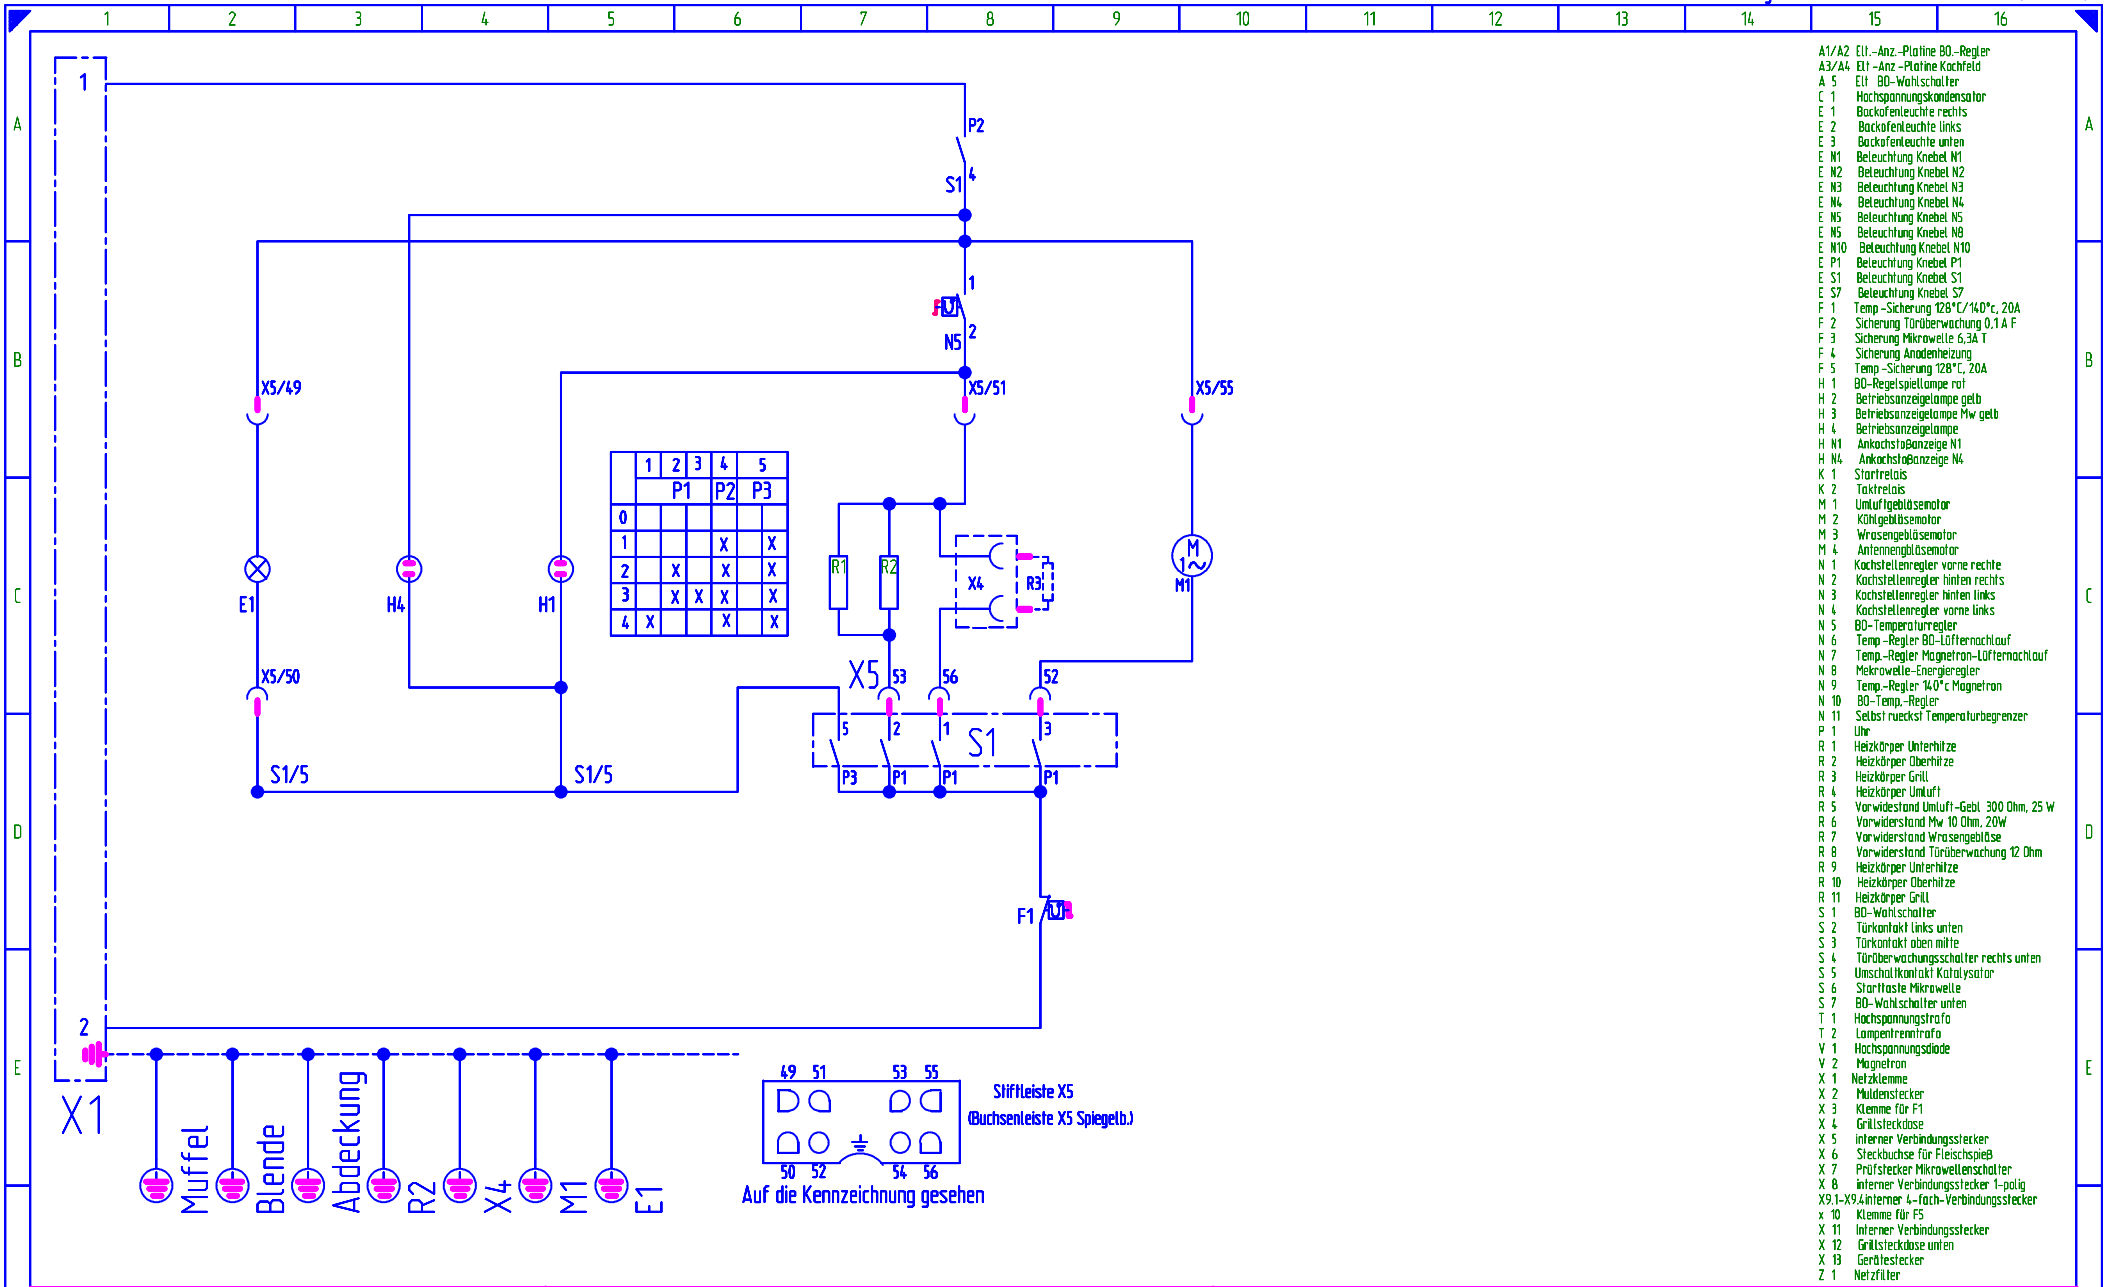 1 2 3 4 5 6 7 8 9 10 11 12 13 14 15 16
A
B
C
D
E
A
B
C
D
E
1
P2
4
S1
1
2
N5
X5/49
X5/51
X5/55
1 2 3 4 5
P1 P2 P3
0
1 X X
2 X X X
3 X X X X
4 X X X
E1
H4
H1
R1
R2
X4
R3
M
1~
M1
X5/50
X5
53
56
52
5 2 1 S1 3
P3 P1 P1 P1
S1/5
S1/5
F1
2
X1
Muffel
Blende
Abdeckung
R2
X4
M1
E1
49 51 53 55
50 52 54 56
Stiftleiste X5
(Buchsenleiste X5 Spiegelb.)
Auf die Kennzeichnung gesehen
A1/A2 Elt.-Anz.-Platine BO.-Regler
A3/A4 Elt -Anz -Platine Kochfeld
A 5 Elt BO-Wahlschalter
C 1 Hochspannungskondensator
E 1 Backofenleuchte rechts
E 2 Backofenleuchte links
E 3 Backofenleuchte unten
E N1 Beleuchtung Knebel N1
E N2 Beleuchtung Knebel N2
E N3 Beleuchtung Knebel N3
E N4 Beleuchtung Knebel N4
E N5 Beleuchtung Knebel N5
E N5 Beleuchtung Knebel N8
E N10 Beleuchtung Knebel N10
E P1 Beleuchtung Knebel P1
E S1 Beleuchtung Knebel S1
E S7 Beleuchtung Knebel S7
F 1 Temp -Sicherung 128°C/140°c, 20A
F 2 Sicherung Türüberwachung 0,1 A F
F 3 Sicherung Mikrowelle 6,3A T
F 4 Sicherung Anodenheizung
F 5 Temp -Sicherung 128°C, 20A
H 1 BO-Regelspiellampe rot
H 2 Betriebsanzeigelampe gelb
H 3 Betriebsanzeigelampe Mw gelb
H 4 Betriebsanzeigelampe
H N1 Ankochstoßanzeige N1
H N4 Ankochstoßanzeige N4
K 1 Startrelais
K 2 Taktrelais
M 1 Umluftgebläsemotor
M 2 Kühlgebläsemotor
M 3 Wrasengebläsemotor
M 4 Antennengbläsemotor
N 1 Kochstellenregler vorne rechte
N 2 Kochstellenregler hinten rechts
N 3 Kochstellenregler hinten links
N 4 Kochstellenregler vorne links
N 5 BO-Temperaturregler
N 6 Temp -Regler BO-Lüfternachlauf
N 7 Temp.-Regler Magnetron-Lüfternachlauf
N 8 Mekrowelle-Energieregler
N 9 Temp.-Regler 140°c Magnetron
N 10 BO-Temp.-Regler
N 11 Selbst rueckst Temperaturbegrenzer
P 1 Uhr
R 1 Heizkörper Unterhitze
R 2 Heizkörper Oberhitze
R 3 Heizkörper Grill
R 4 Heizkörper Umluft
R 5 Vorwidestand Umluft-Gebl 300 Ohm, 25 W
R 6 Vorwiderstand Mw 10 Ohm, 20W
R 7 Vorwiderstand Wrasengebläse
R 8 Vorwiderstand Türüberwachung 12 Ohm
R 9 Heizkörper Unterhitze
R 10 Heizkörper Oberhitze
R 11 Heizkörper Grill
S 1 BO-Wahlschalter
S 2 Türkontakt links unten
S 3 Türkontakt oben mitte
S 4 Türüberwachungsschalter rechts unten
S 5 Umschaltkontakt Katalysator
S 6 Starttaste Mikrowelle
S 7 BO-Wahlschalter unten
T 1 Hochspannungstrafo
T 2 Lampentrenntrafo
V 1 Hochspannungsdiode
V 2 Magnetron
X 1 Netzklemme
X 2 Muldenstecker
X 3 Klemme für F1
X 4 Grillsteckdose
X 5 interner Verbindungsstecker
X 6 Steckbuchse für Fleischspieß
X 7 Prüfstecker Mikrowellenschalter
X 8 interner Verbindungsstecker 1-polig
X9.1-X9.4interner 4-fach-Verbindungsstecker
x 10 Klemme für F5
X 11 Interner Verbindungsstecker
X 12 Grillsteckdose unten
X 13 Gerätestecker
Z 1 Netzfilter